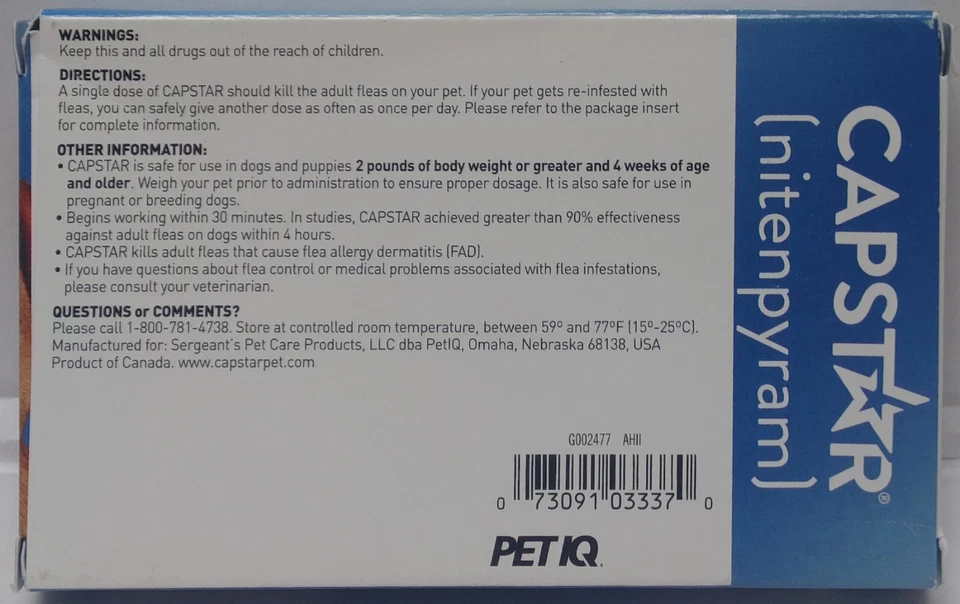 WARNINGS:
Keep this and all drugs out of the reach of children.
DIRECTIONS:
A single dose of CAPSTAR should kill the adult fleas on your pet. If your pet gets re-infested with
fleas, you can safely give another dose as often as once per day. Please refer to the package insert
for complete information.
OTHER INFORMATION:
• CAPSTAR is safe for use in dogs and puppies 2 pounds of body weight or greater and 4 weeks of age
and older. Weigh your pet prior to administration to ensure proper dosage. It is also safe for use in
pregnant or breeding dogs.
• Begins working within 30 minutes. In studies, CAPSTAR achieved greater than 90% effectiveness
against adult fleas on dogs within 4 hours.
• CAPSTAR kills adult fleas that cause flea allergy dermatitis (FAD).
• If you have questions about flea control or medical problems associated with flea infestations,
please consult your veterinarian.
QUESTIONS or COMMENTS?
Please call 1-800-781-4738. Store at controlled room temperature, between 59º and 77ºF (15º-25ºC).
Manufactured for: Sergeant's Pet Care Products, LLC dba PetIQ, Omaha, Nebraska 68138, USA
Product of Canada. www.capstarpet.com
G002477 AHII
0 73091 03337 0
PETIQ.
CAPSTAR®
(nitenpyram)